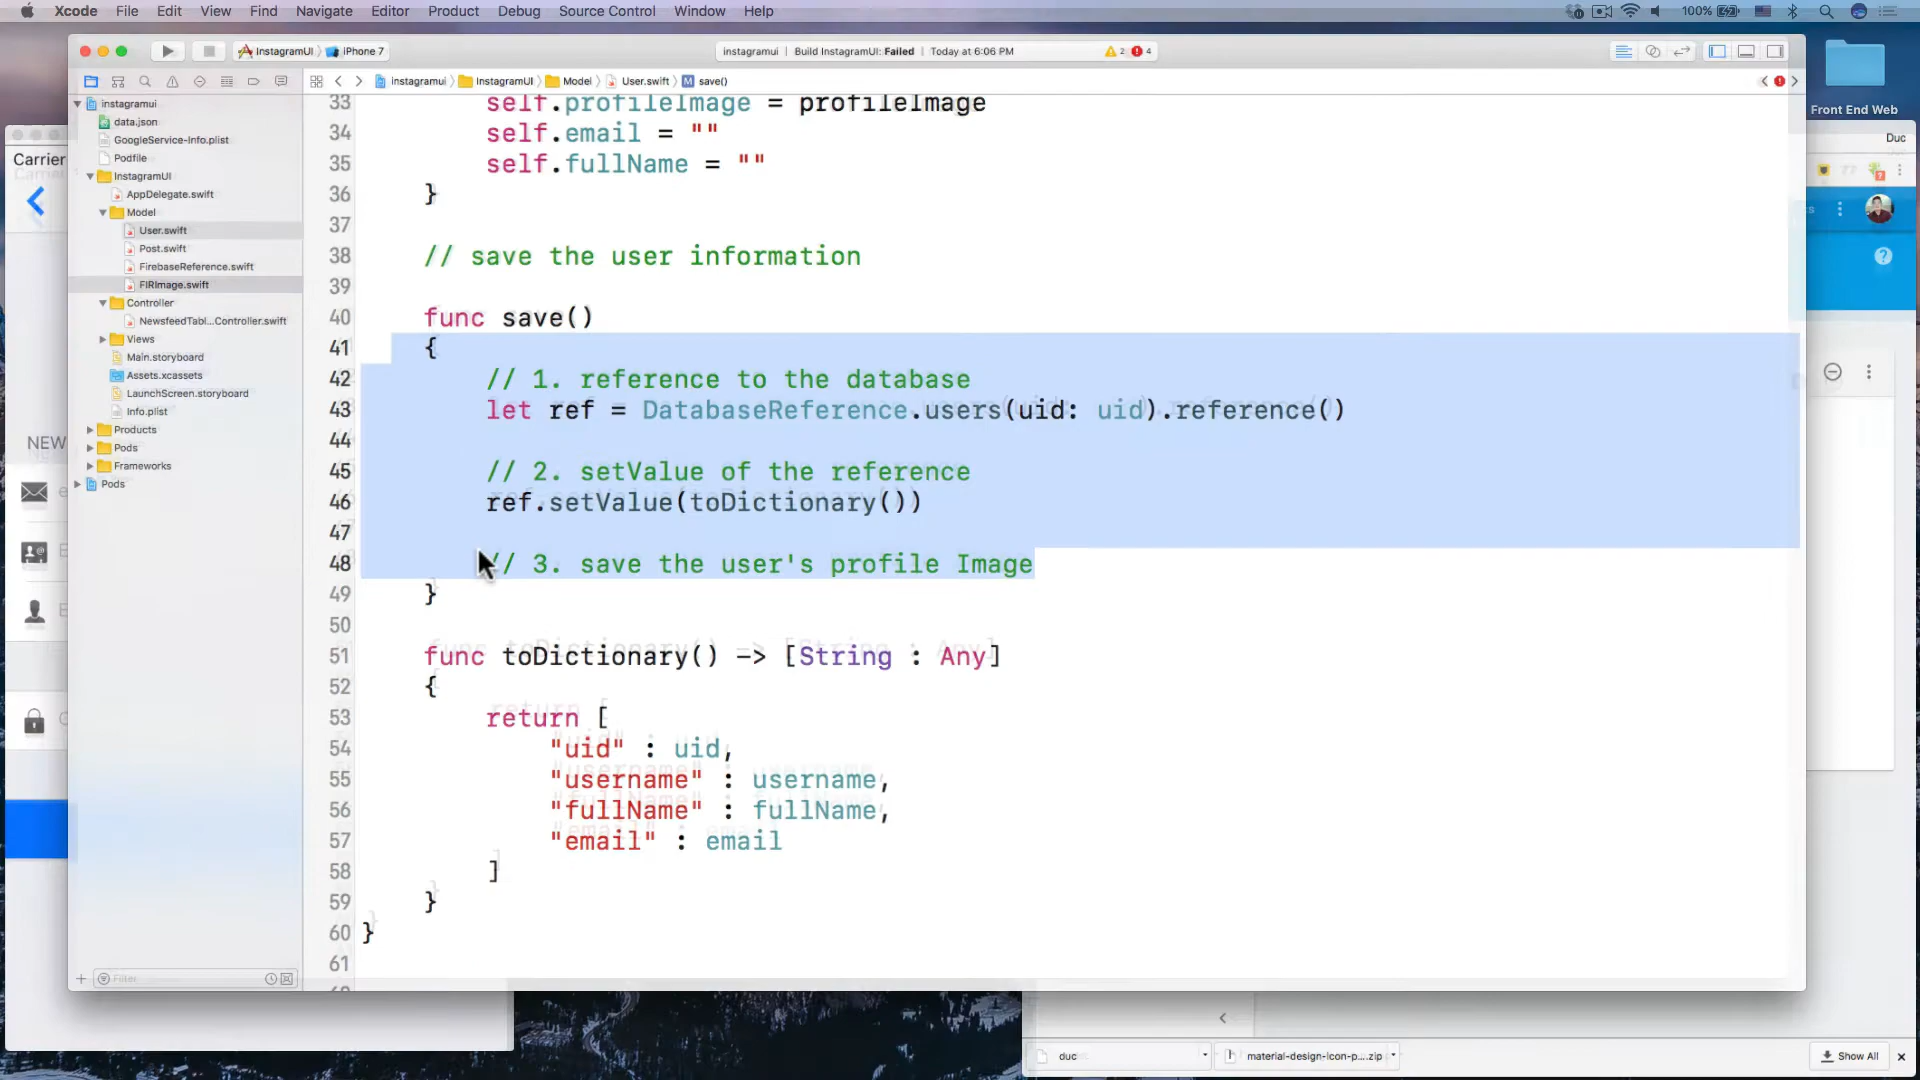 Xcode File Edit View Find Navigate Editor Product Debug Source Control Window Help 100%
InstagramUI iPhone 7 instagramui | Build InstagramUI: Failed | Today at 6:06 PM 2 4
instagramui InstagramUI Model User.swift M save()
Front End Web
Duc
Carrier
NEW
instagramui
data.json
GoogleService-Info.plist
Podfile
InstagramUI
AppDelegate.swift
Model
User.swift
Post.swift
FirebaseReference.swift
FIRImage.swift
Controller
NewsfeedTabl...Controller.swift
Views
Main.storyboard
Assets.xcassets
LaunchScreen.storyboard
Info.plist
Products
Pods
Frameworks
Pods
Filter
33 self.profileImage = profileImage
34 self.email = ""
35 self.fullName = ""
36 }
37
38 // save the user information
39
40 func save()
41 {
42 // 1. reference to the database
43 let ref = DatabaseReference.users(uid: uid).reference()
44
45 // 2. setValue of the reference
46 ref.setValue(toDictionary())
47
48 // 3. save the user's profile Image
49 }
50
51 func toDictionary() -> [String : Any]
52 {
53 return [
54 "uid" : uid,
55 "username" : username,
56 "fullName" : fullName,
57 "email" : email
58 ]
59 }
60 }
61
duc
material-design-icon-p....zip
Show All